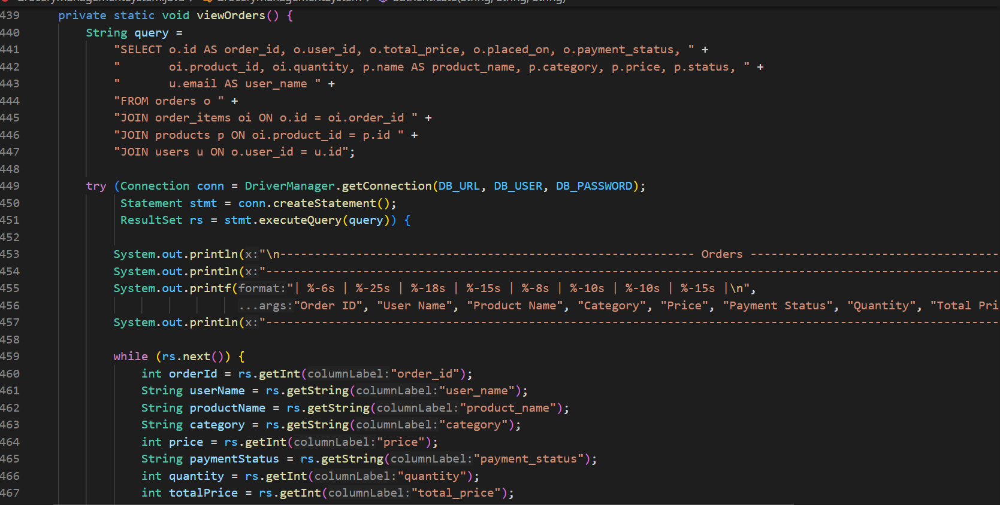 GroceryManagementSystem.java > GroceryManagementSystem > authenticate(String, String, String)
439 private static void viewOrders() {
440 String query =
441 "SELECT o.id AS order_id, o.user_id, o.total_price, o.placed_on, o.payment_status, " +
442 " oi.product_id, oi.quantity, p.name AS product_name, p.category, p.price, p.status, " +
443 " u.email AS user_name " +
444 "FROM orders o " +
445 "JOIN order_items oi ON o.id = oi.order_id " +
446 "JOIN products p ON oi.product_id = p.id " +
447 "JOIN users u ON o.user_id = u.id";
448
449 try (Connection conn = DriverManager.getConnection(DB_URL, DB_USER, DB_PASSWORD);
450 Statement stmt = conn.createStatement();
451 ResultSet rs = stmt.executeQuery(query)) {
452
453 System.out.println(x:"\n------------------------------------------------------------ Orders ------------------------------------
454 System.out.println(x:"----------------------------------------------------------------------------------------------------------
455 System.out.printf(format:"| %-6s | %-25s | %-18s | %-15s | %-8s | %-10s | %-10s | %-15s |\n",
456 ...args:"Order ID", "User Name", "Product Name", "Category", "Price", "Payment Status", "Quantity", "Total Pri
457 System.out.println(x:"----------------------------------------------------------------------------------------------------------
458
459 while (rs.next()) {
460 int orderId = rs.getInt(columnLabel:"order_id");
461 String userName = rs.getString(columnLabel:"user_name");
462 String productName = rs.getString(columnLabel:"product_name");
463 String category = rs.getString(columnLabel:"category");
464 int price = rs.getInt(columnLabel:"price");
465 String paymentStatus = rs.getString(columnLabel:"payment_status");
466 int quantity = rs.getInt(columnLabel:"quantity");
467 int totalPrice = rs.getInt(columnLabel:"total_price");